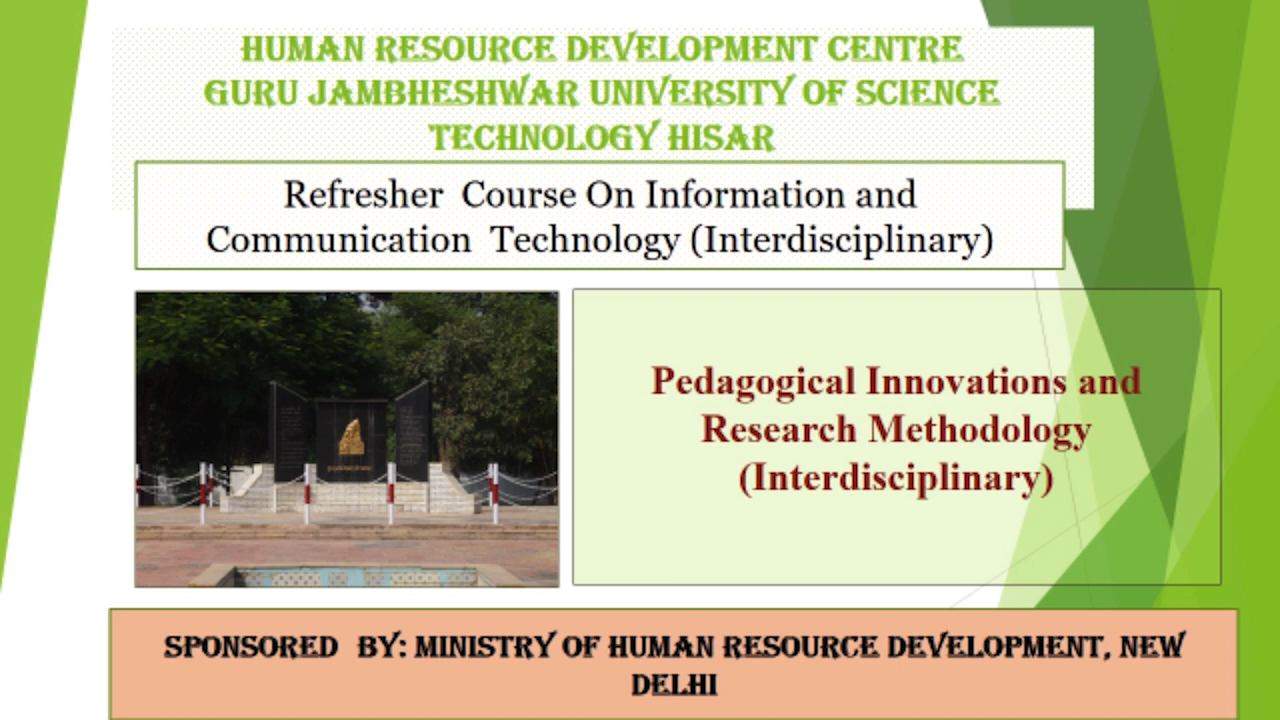 HUMAN RESOURCE DEVELOPMENT CENTRE
GURU JAMBHESHWAR UNIVERSITY OF SCIENCE
TECHNOLOGY HISAR
Refresher Course On Information and
Communication Technology (Interdisciplinary)
Pedagogical Innovations and
Research Methodology
(Interdisciplinary)
SPONSORED BY: MINISTRY OF HUMAN RESOURCE DEVELOPMENT, NEW
DELHI